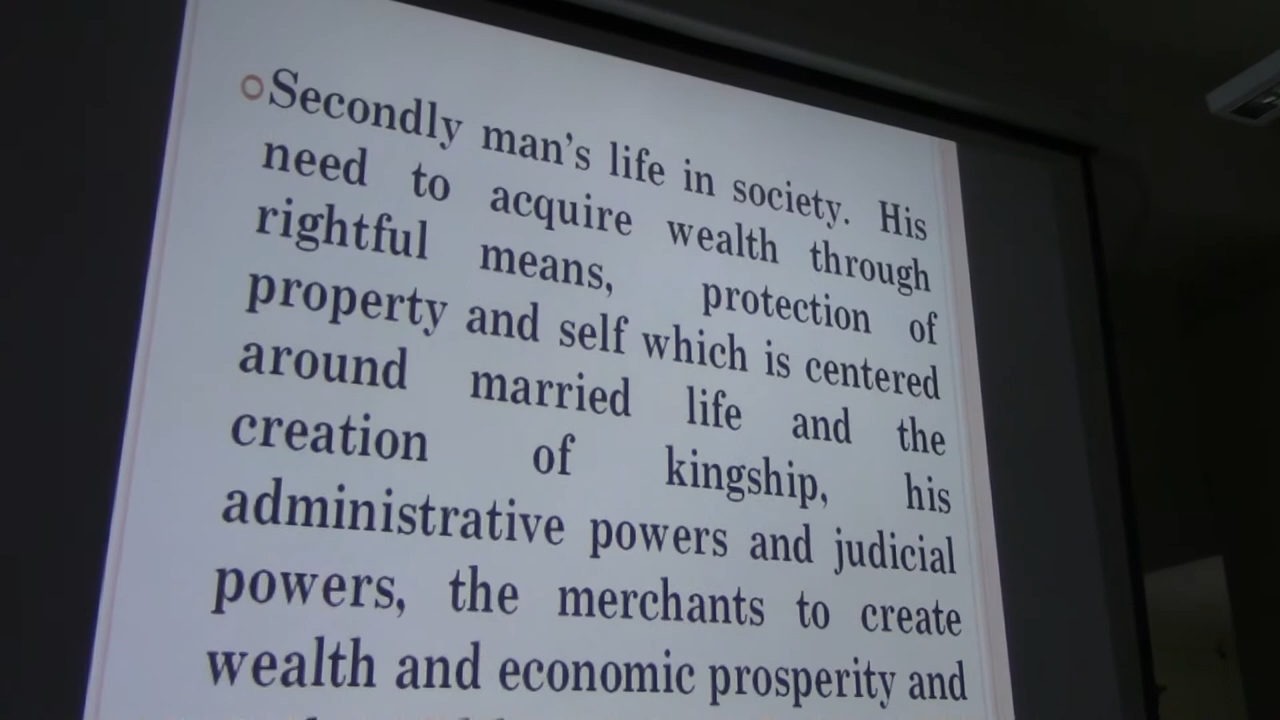 Secondly man's life in society. His
need to acquire wealth through
rightful means, protection of
property and self which is centered
around married life and the
creation of kingship, his
administrative powers and judicial
powers, the merchants to create
wealth and economic prosperity and